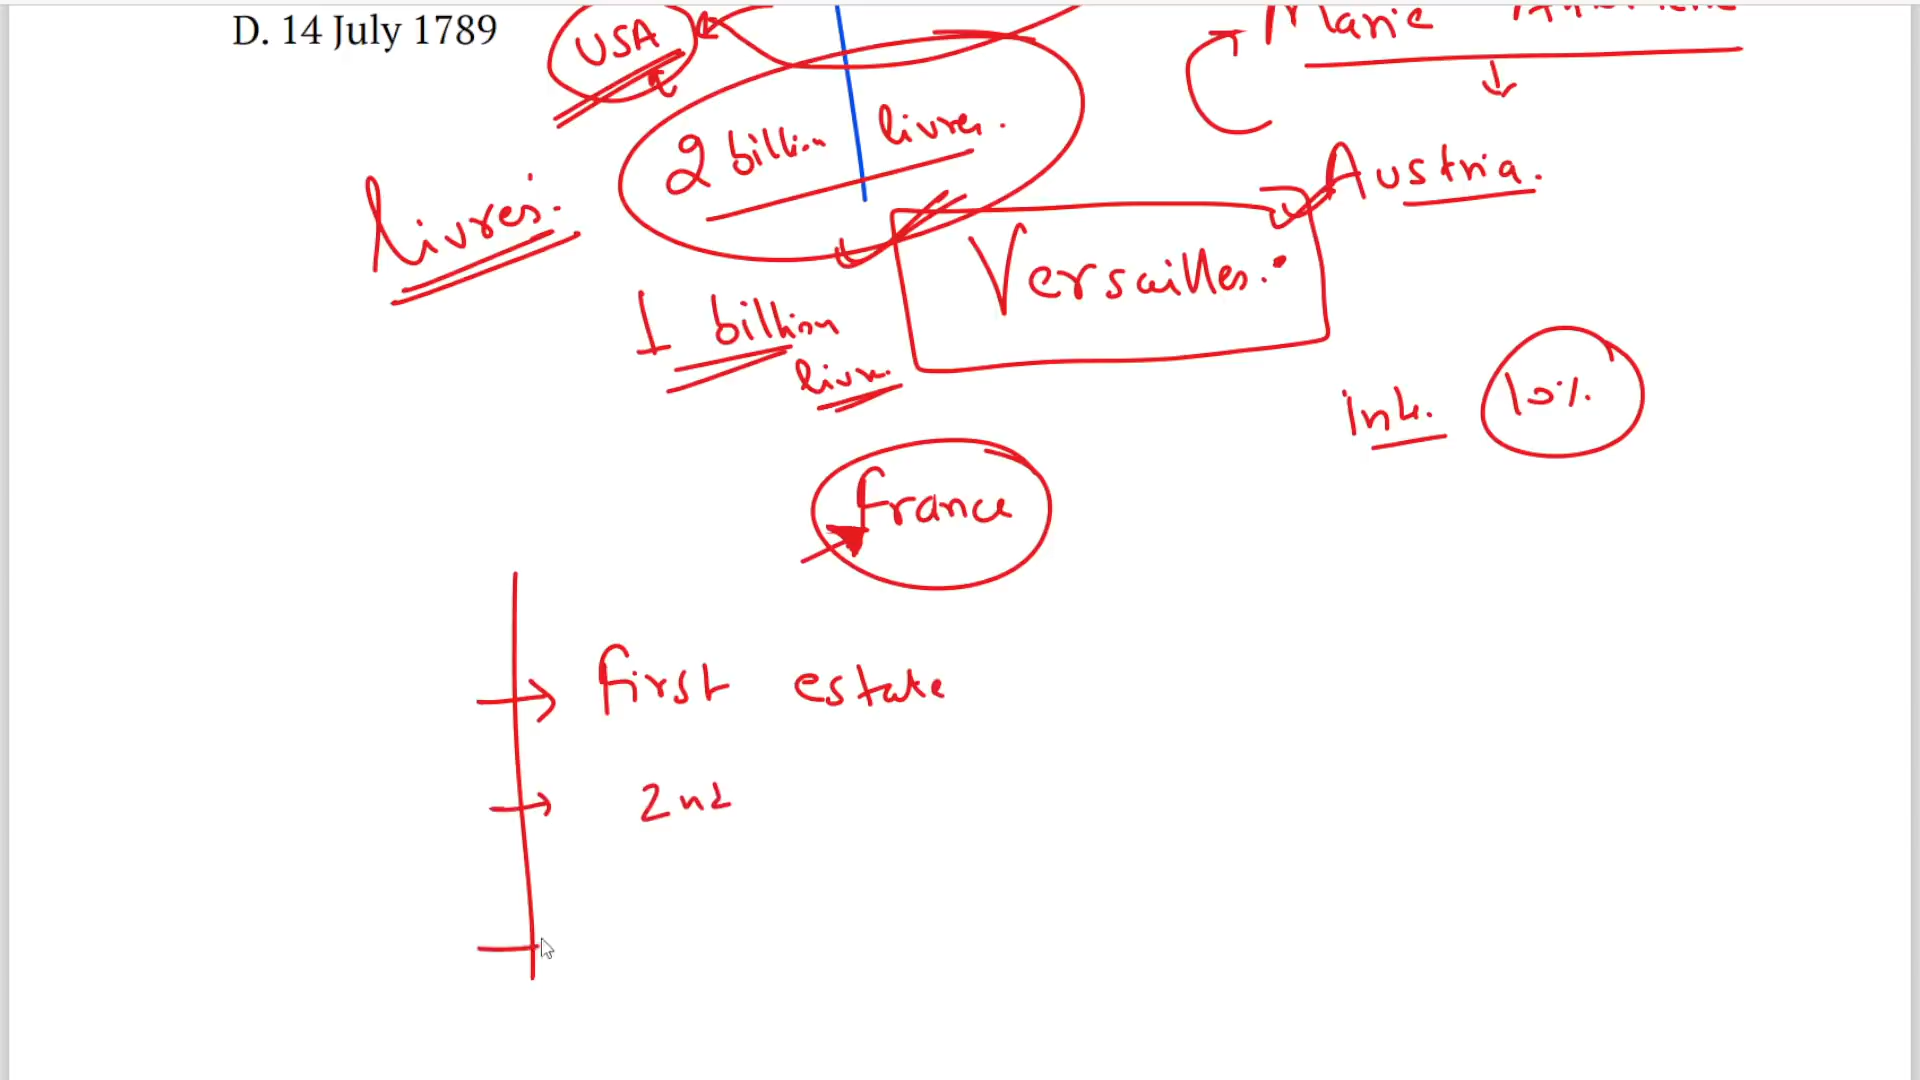 D. 14 July 1789
USA
Marie
2 billion livres.
Austria.
livres.
Versailles.
1 billion
livre.
Int. 10%.
France
first estate
2nd